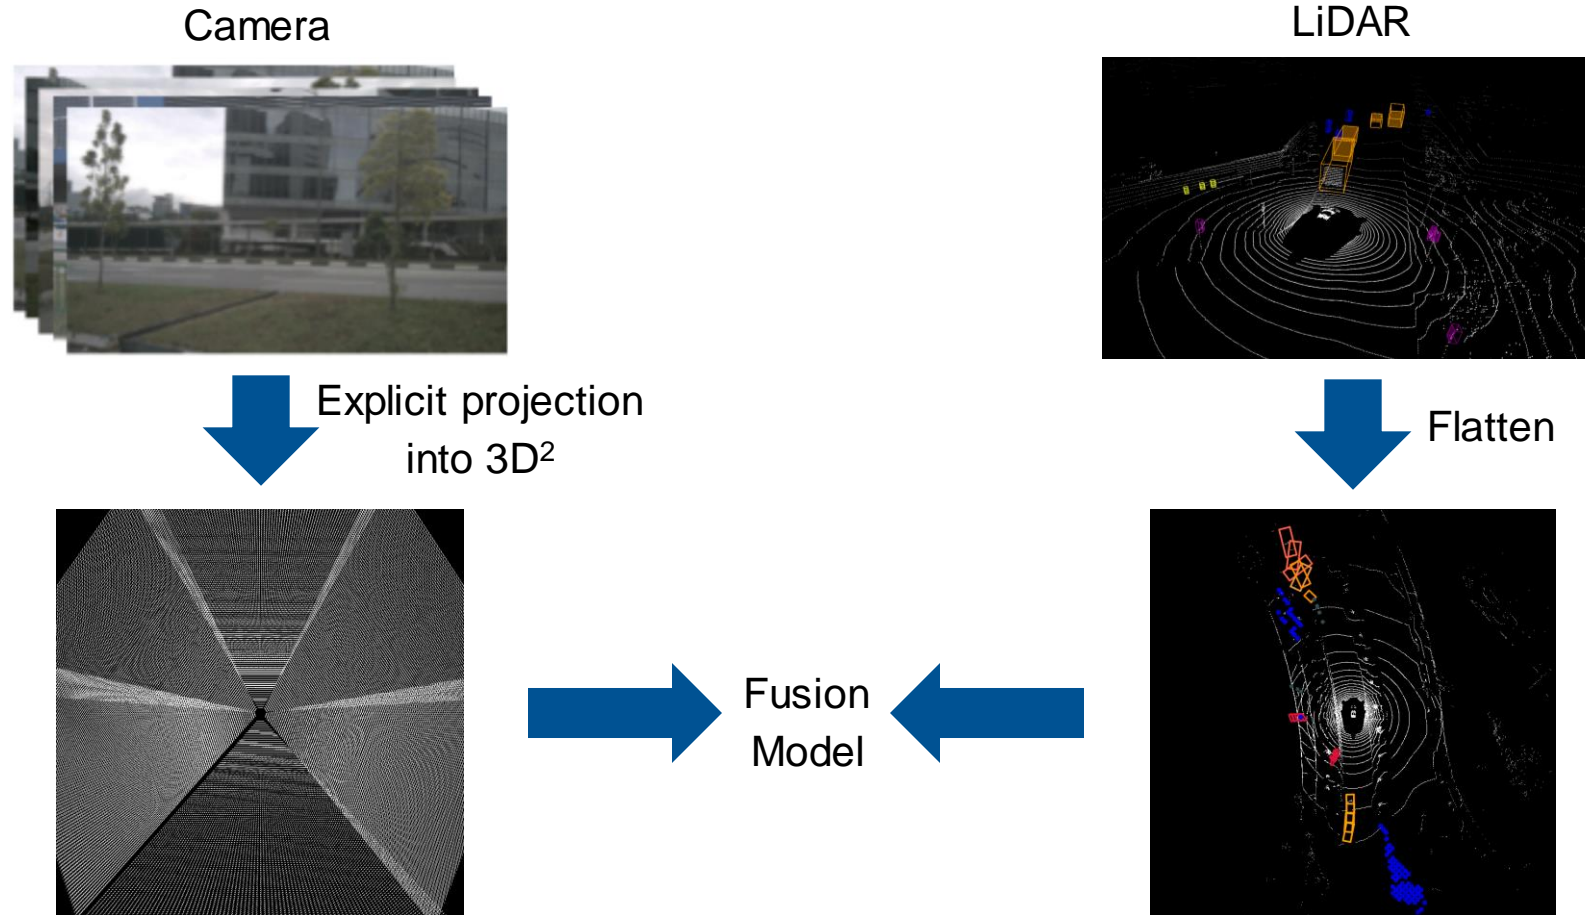 Camera
LiDAR
Explicit projection
into 3D²
Flatten
Fusion
Model